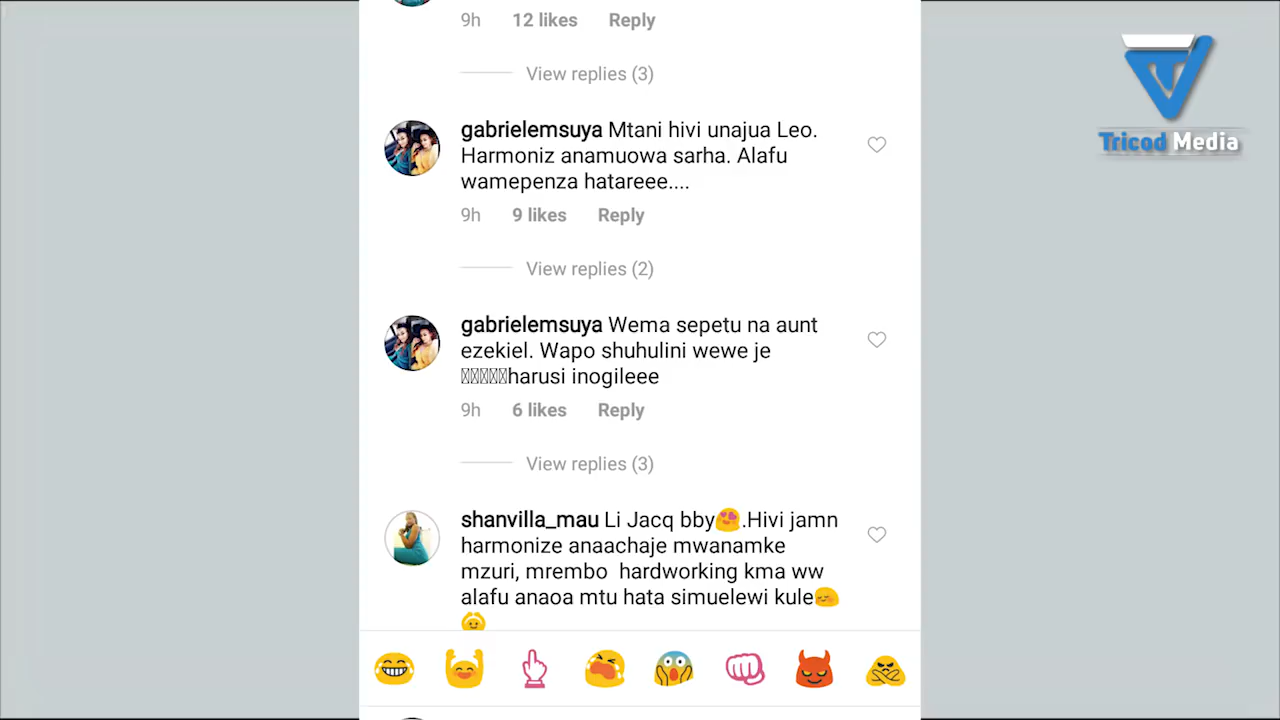 9h 12 likes Reply
View replies (3)
gabrielemsuya Mtani hivi unajua Leo.
Harmoniz anamuowa sarha. Alafu
wamepenza hatareee....
9h 9 likes Reply
View replies (2)
gabrielemsuya Wema sepetu na aunt
ezekiel. Wapo shuhulini wewe je
harusi inogileee
9h 6 likes Reply
View replies (3)
shanvilla_mau Li Jacq bby😍.Hivi jamn
harmonize anaachaje mwanamke
mzuri, mrembo hardworking kma ww
alafu anaoa mtu hata simuelewi kule
Tricod Media